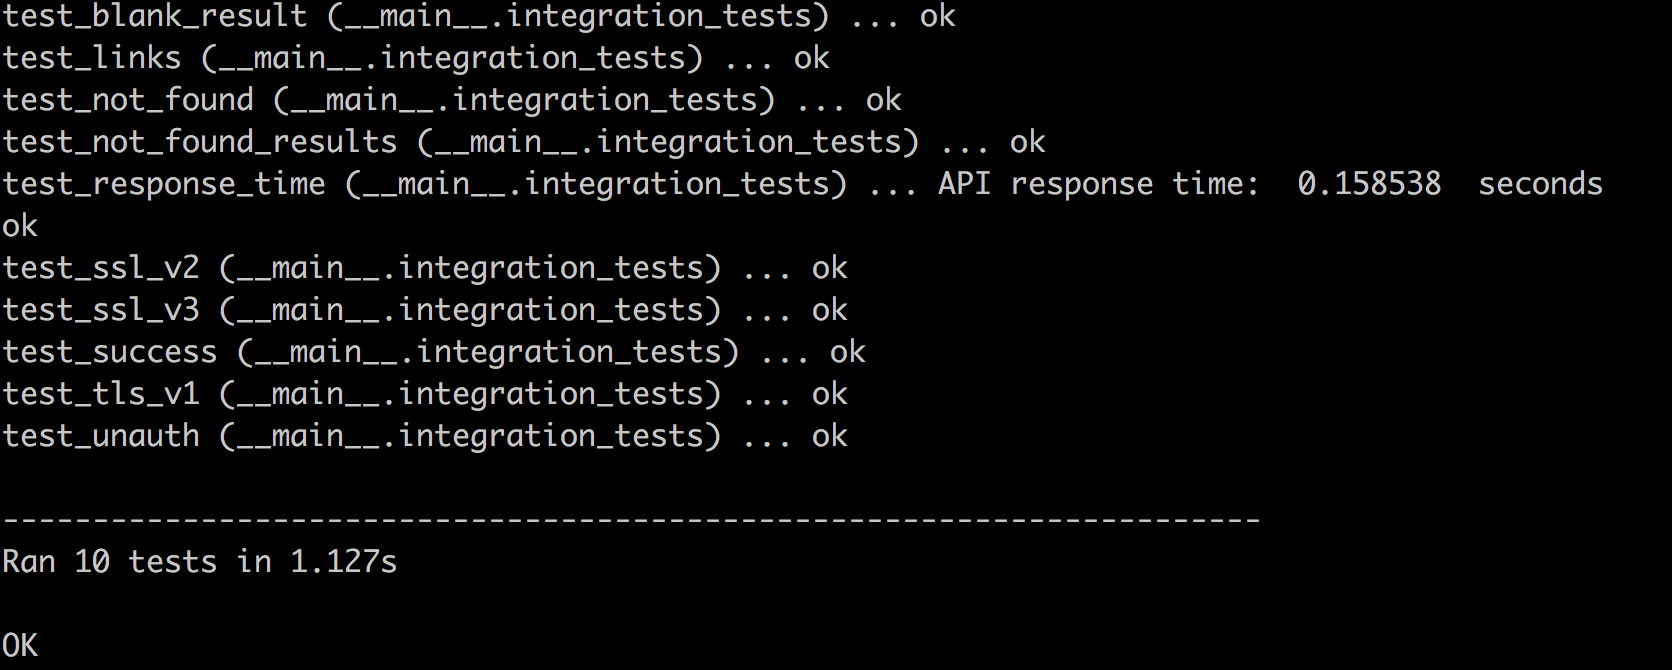 test_blank_result (__main__.integration_tests) ... ok
test_links (__main__.integration_tests) ... ok
test_not_found (__main__.integration_tests) ... ok
test_not_found_results (__main__.integration_tests) ... ok
test_response_time (__main__.integration_tests) ... API response time:  0.158538  seconds
ok
test_ssl_v2 (__main__.integration_tests) ... ok
test_ssl_v3 (__main__.integration_tests) ... ok
test_success (__main__.integration_tests) ... ok
test_tls_v1 (__main__.integration_tests) ... ok
test_unauth (__main__.integration_tests) ... ok
----------------------------------------------------------------------
Ran 10 tests in 1.127s
OK